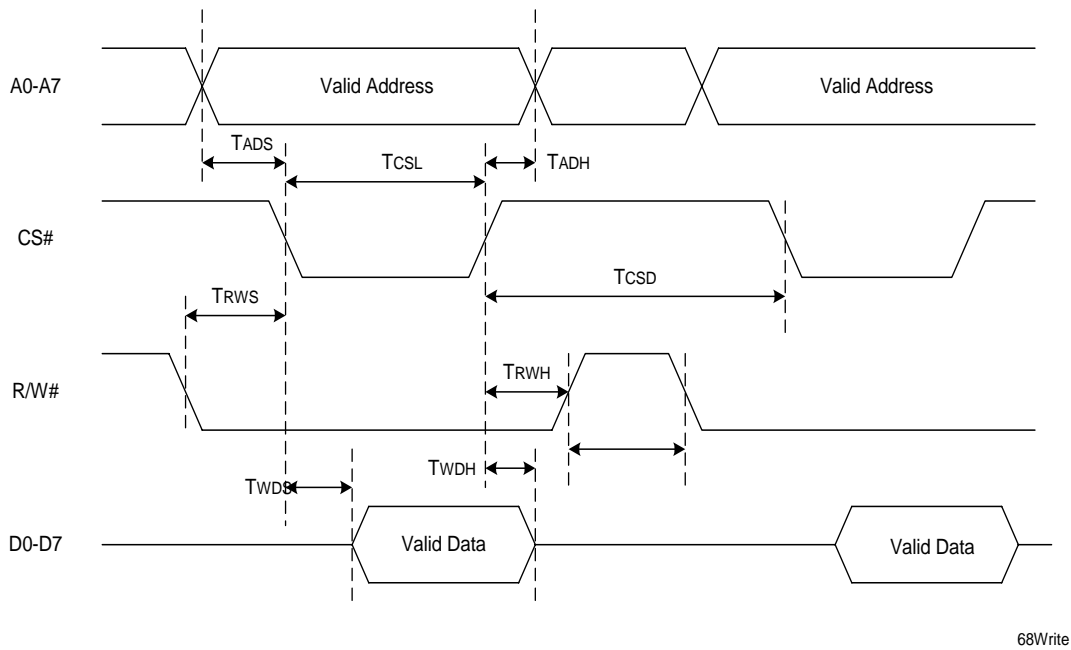 A0-A7
Valid Address
Valid Address
TADS
TCSL
TADH
CS#
TCSD
TRWS
R/W#
TRWH
TWDH
TWDS
D0-D7
Valid Data
Valid Data
68Write